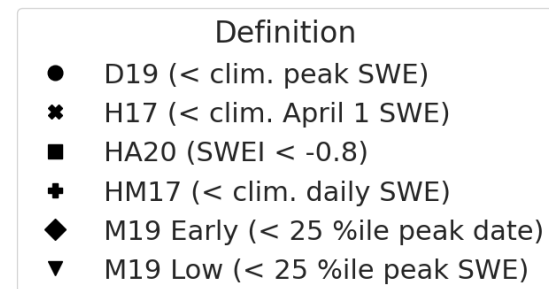 Definition
D19 (< clim. peak SWE)
H17 (< clim. April 1 SWE)
HA20 (SWEI < -0.8)
HM17 (< clim. daily SWE)
M19 Early (< 25 %ile peak date)
M19 Low (< 25 %ile peak SWE)